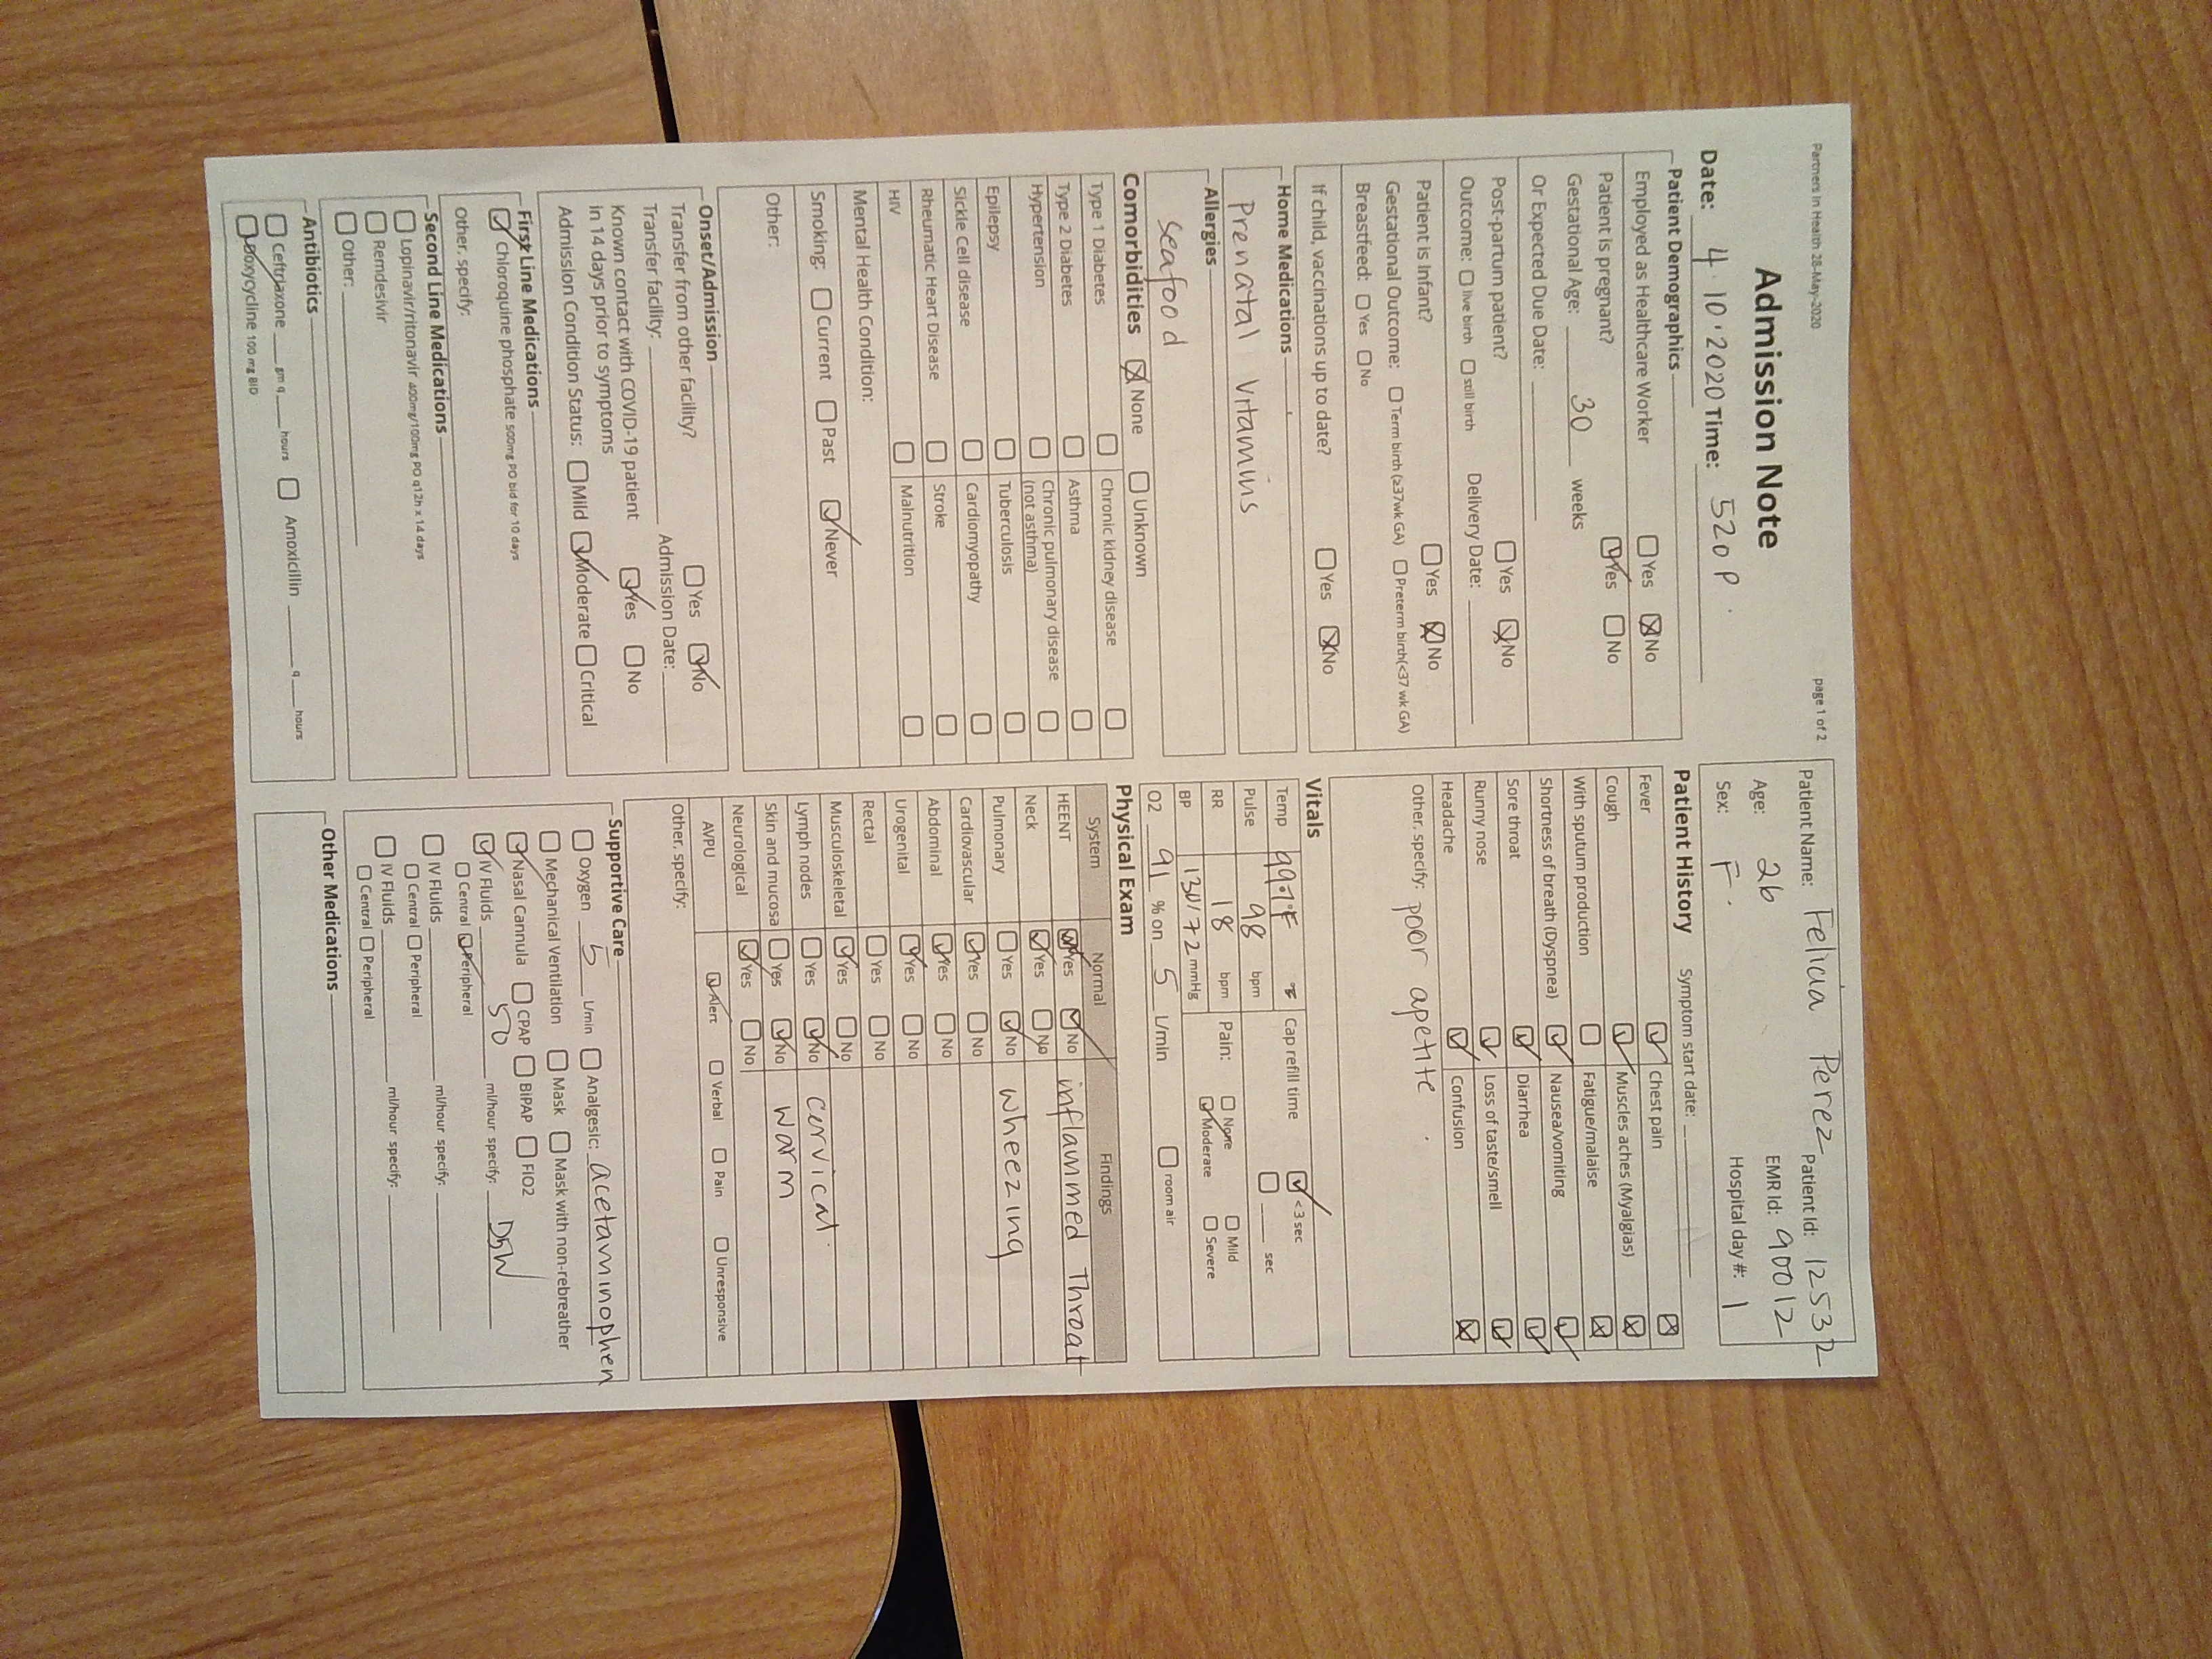 Partners In Health 28-May-2020
page 1 of 2
Admission Note
Date: 4.10.2020 Time: 520 P.
Patient Name: Felicia Perez Patient Id: 12532
Age: 26 EMR Id: 90012
Sex: F. Hospital day #: 1
Patient Demographics
Employed as Healthcare Worker Yes No
Patient is pregnant? Yes No
Gestational Age: 30 weeks
Or Expected Due Date:
Post-partum patient? Yes No
Outcome: live birth still birth Delivery Date:
Patient is Infant? Yes No
Gestational Outcome: Term birth (≥37wk GA) Preterm birth(<37 wk GA)
Breastfeed: Yes No
If child, vaccinations up to date? Yes No
Home Medications
Prenatal Vitamins
Allergies
seafood
Comorbidities None Unknown
Type 1 Diabetes Chronic kidney disease
Type 2 Diabetes Asthma
Hypertension Chronic pulmonary disease (not asthma)
Epilepsy Tuberculosis
Sickle Cell disease Cardiomyopathy
Rheumatic Heart Disease Stroke
HIV Malnutrition
Mental Health Condition:
Smoking: Current Past Never
Other:
Onset/Admission
Transfer from other facility? Yes No
Transfer facility: Admission Date:
Known contact with COVID-19 patient
in 14 days prior to symptoms Yes No
Admission Condition Status: Mild Moderate Critical
First Line Medications
Chloroquine phosphate 500mg PO bid for 10 days
Other, specify:
Second Line Medications
Lopinavir/ritonavir 400mg/100mg PO q12h x 14 days
Remdesivir
Other:
Antibiotics
Ceftriaxone gm q hours Amoxicillin q hours
Doxycycline 100 mg BID
Patient History Symptom start date:
Fever Chest pain
Cough Muscles aches (Myalgias)
With sputum production Fatigue/malaise
Shortness of breath (Dyspnea) Nausea/vomiting
Sore throat Diarrhea
Runny nose Loss of taste/smell
Headache Confusion
Other, specify: poor apetite.
Vitals
Temp 99.7°F Cap refill time <3 sec
Pulse 98 bpm sec
RR 18 bpm Pain: None Mild
BP 130/72 mmHg Moderate Severe
O2 91 % on 5 L/min room air
Physical Exam
System Normal Findings
HEENT Yes No inflammed Throat
Neck Yes No
Pulmonary Yes No wheezing
Cardiovascular Yes No
Abdominal Yes No
Urogenital Yes No
Rectal Yes No
Musculoskeletal Yes No
Lymph nodes Yes No cervical.
Skin and mucosa Yes No warm
Neurological Yes No
AVPU Alert Verbal Pain Unresponsive
Other, specify:
Supportive Care
Oxygen 5 L/min Analgesic: acetaminophen
Mechanical Ventilation Mask Mask with non-rebreather
Nasal Cannula CPAP BiPAP FiO2
IV Fluids 50 ml/hour specify: D5W
Central Peripheral
IV Fluids ml/hour specify:
Central Peripheral
IV Fluids ml/hour specify:
Central Peripheral
Other Medications